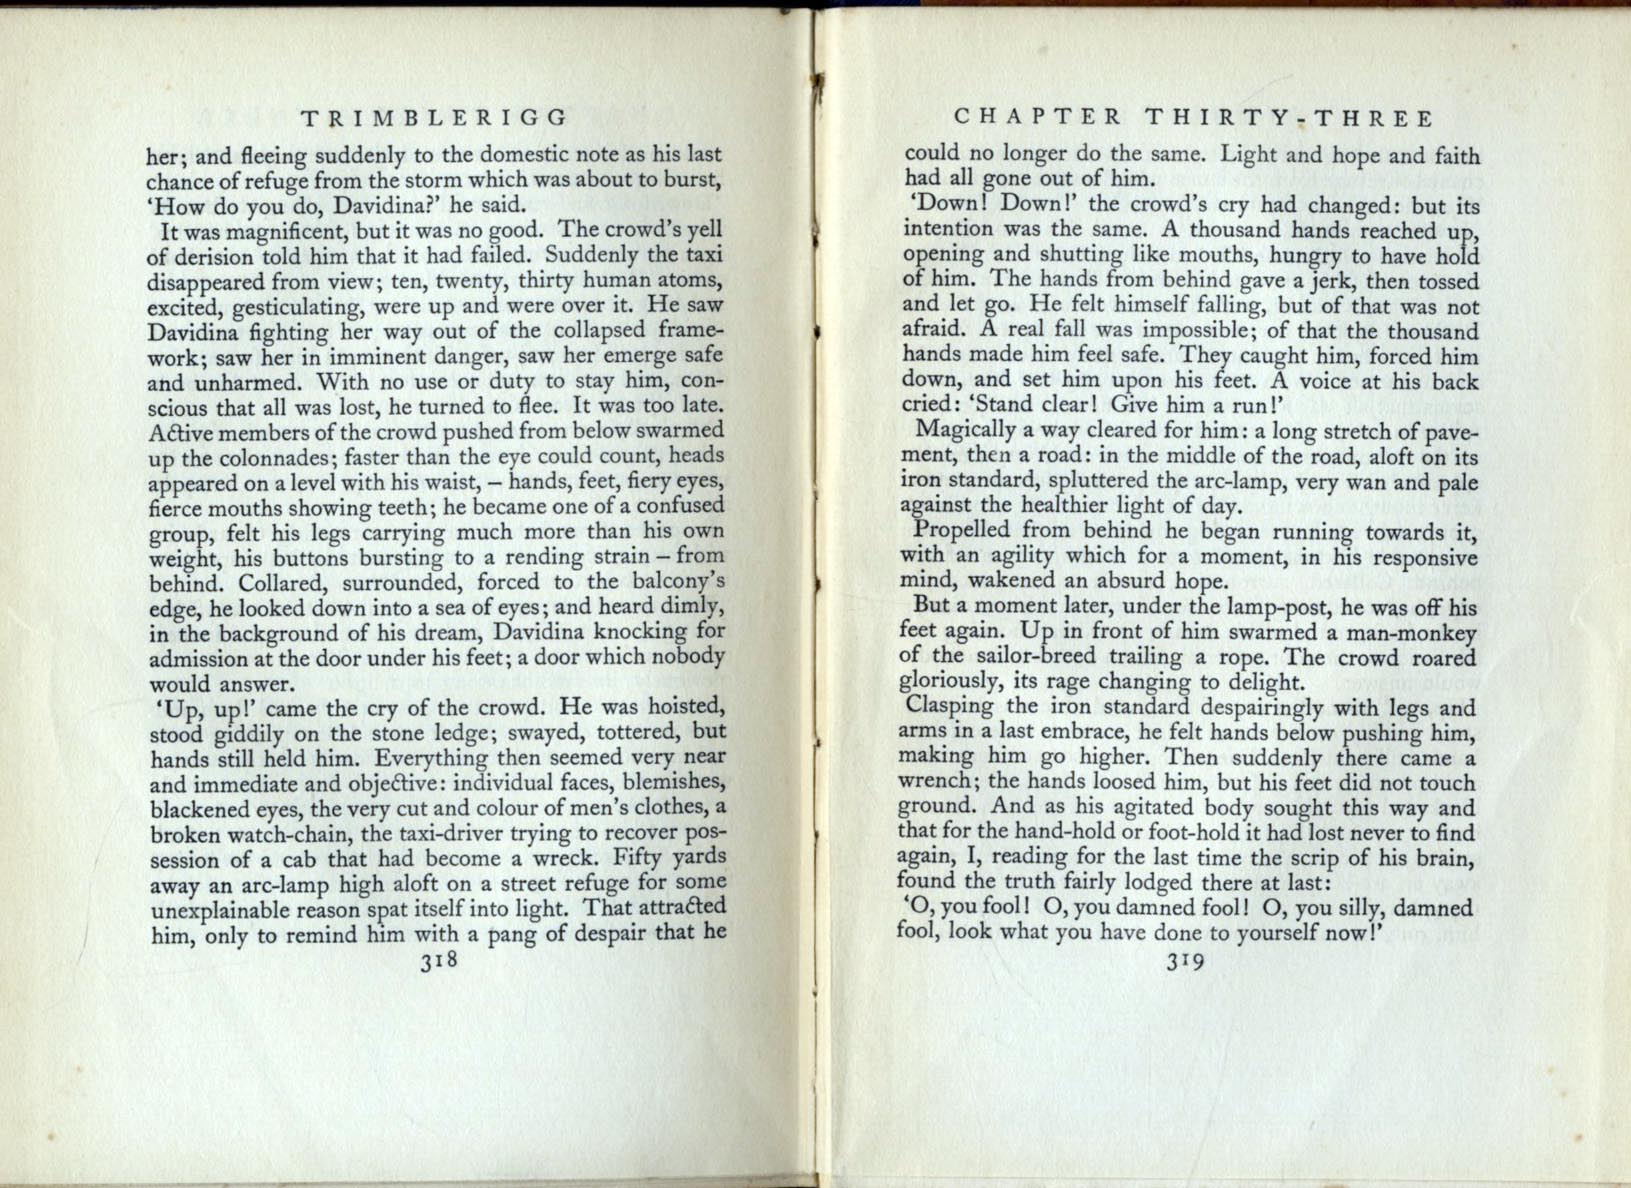 TRIMBLERIGG
her; and fleeing suddenly to the domestic note as his last
chance of refuge from the storm which was about to burst,
‘How do you do, Davidina?’ he said.
It was magnificent, but it was no good. The crowd’s yell
of derision told him that it had failed. Suddenly the taxi
disappeared from view; ten, twenty, thirty human atoms,
excited, gesticulating, were up and were over it. He saw
Davidina fighting her way out of the collapsed frame-
work; saw her in imminent danger, saw her emerge safe
and unharmed. With no use or duty to stay him, con-
scious that all was lost, he turned to flee. It was too late.
Active members of the crowd pushed from below swarmed
up the colonnades; faster than the eye could count, heads
appeared on a level with his waist, – hands, feet, fiery eyes,
fierce mouths showing teeth; he became one of a confused
group, felt his legs carrying much more than his own
weight, his buttons bursting to a rending strain – from
behind. Collared, surrounded, forced to the balcony’s
edge, he looked down into a sea of eyes; and heard dimly,
in the background of his dream, Davidina knocking for
admission at the door under his feet; a door which nobody
would answer.
‘Up, up!’ came the cry of the crowd. He was hoisted,
stood giddily on the stone ledge; swayed, tottered, but
hands still held him. Everything then seemed very near
and immediate and objective: individual faces, blemishes,
blackened eyes, the very cut and colour of men’s clothes, a
broken watch-chain, the taxi-driver trying to recover pos-
session of a cab that had become a wreck. Fifty yards
away an arc-lamp high aloft on a street refuge for some
unexplainable reason spat itself into light. That attracted
him, only to remind him with a pang of despair that he
318
CHAPTER THIRTY-THREE
could no longer do the same. Light and hope and faith
had all gone out of him.
‘Down! Down!’ the crowd’s cry had changed: but its
intention was the same. A thousand hands reached up,
opening and shutting like mouths, hungry to have hold
of him. The hands from behind gave a jerk, then tossed
and let go. He felt himself falling, but of that was not
afraid. A real fall was impossible; of that the thousand
hands made him feel safe. They caught him, forced him
down, and set him upon his feet. A voice at his back
cried: ‘Stand clear! Give him a run!’
Magically a way cleared for him: a long stretch of pave-
ment, then a road: in the middle of the road, aloft on its
iron standard, spluttered the arc-lamp, very wan and pale
against the healthier light of day.
Propelled from behind he began running towards it,
with an agility which for a moment, in his responsive
mind, wakened an absurd hope.
But a moment later, under the lamp-post, he was off his
feet again. Up in front of him swarmed a man-monkey
of the sailor-breed trailing a rope. The crowd roared
gloriously, its rage changing to delight.
Clasping the iron standard despairingly with legs and
arms in a last embrace, he felt hands below pushing him,
making him go higher. Then suddenly there came a
wrench; the hands loosed him, but his feet did not touch
ground. And as his agitated body sought this way and
that for the hand-hold or foot-hold it had lost never to find
again, I, reading for the last time the scrip of his brain,
found the truth fairly lodged there at last:
‘O, you fool! O, you damned fool! O, you silly, damned
fool, look what you have done to yourself now!’
319